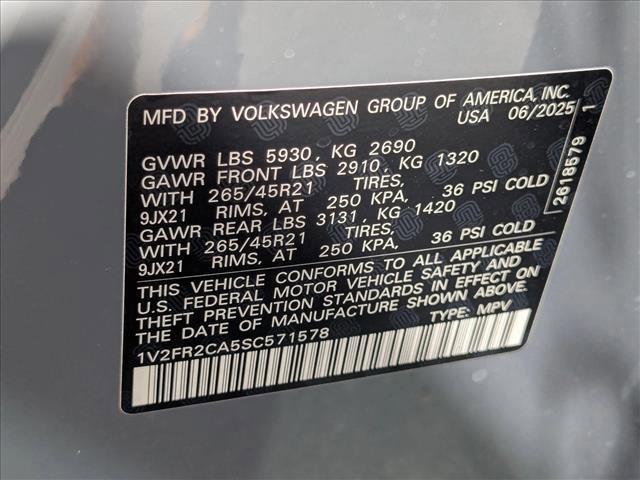 MFD BY VOLKSWAGEN GROUP OF AMERICA, INC.
USA 06/2025
GVWR LBS 5930, KG 2690
GAWR FRONT LBS 2910, KG 1320
WITH 265/45R21 TIRES,
9JX21 RIMS, AT 250 KPA, 36 PSI COLD
GAWR REAR LBS 3131, KG 1420
WITH 265/45R21 TIRES,
9JX21 RIMS, AT 250 KPA, 36 PSI COLD
THIS VEHICLE CONFORMS TO ALL APPLICABLE
U.S. FEDERAL MOTOR VEHICLE SAFETY AND
THEFT PREVENTION STANDARDS IN EFFECT ON
THE DATE OF MANUFACTURE SHOWN ABOVE.
TYPE: MPV
1V2FR2CA5SC571578
2618579 1